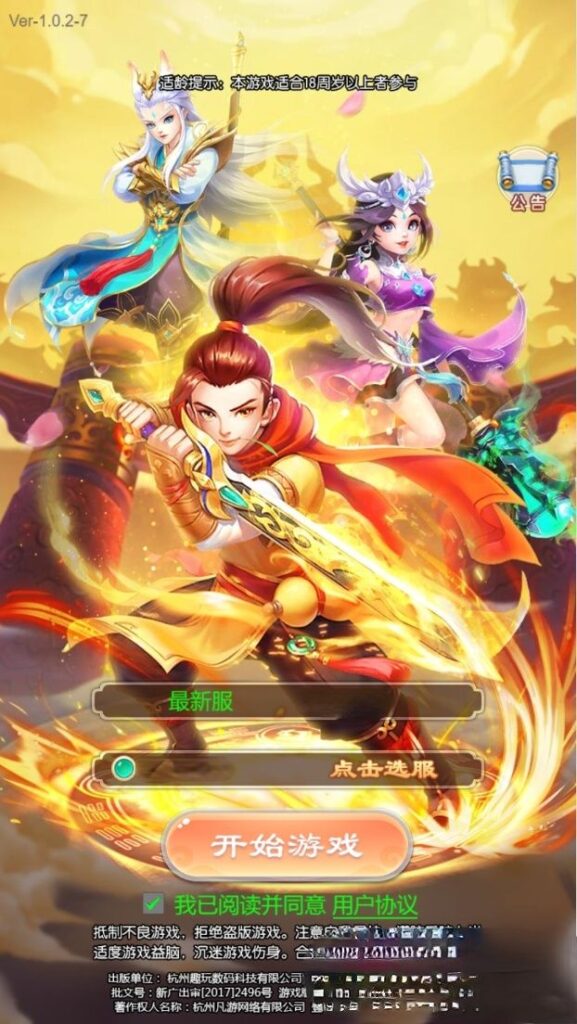 Ver-1.0.2-7
适龄提示：本游戏适合18周岁以上者参与
公告
最新服
点击选服
开始游戏
我已阅读并同意 用户协议
抵制不良游戏，拒绝盗版游戏。注意
适度游戏益脑，沉迷游戏伤身。合
出版单位：杭州趣玩数码科技有限公司
批文号：新广出审[2017]2496号 游戏
著作权人名称：杭州凡游网络有限公司